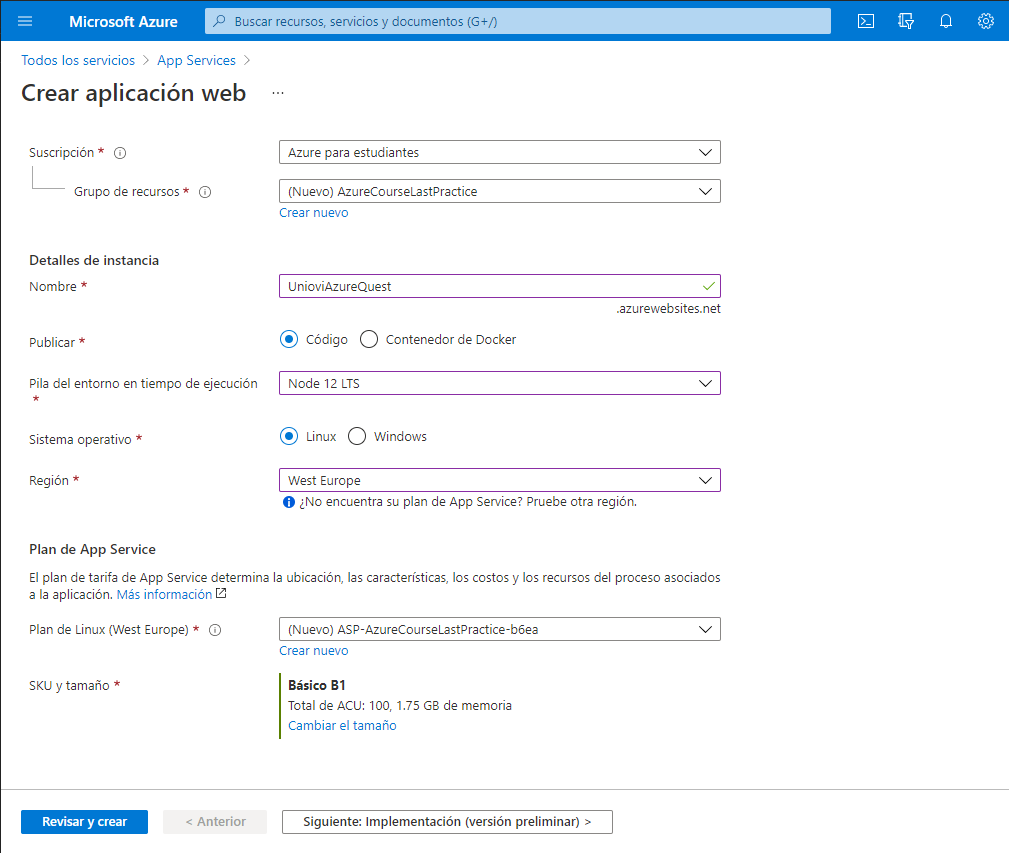 Microsoft Azure
Buscar recursos, servicios y documentos (G+/)
Todos los servicios > App Services >
Crear aplicación web ...
Suscripción * Azure para estudiantes
Grupo de recursos * (Nuevo) AzureCourseLastPractice
Crear nuevo
Detalles de instancia
Nombre * UnioviAzureQuest
.azurewebsites.net
Publicar * Código Contenedor de Docker
Pila del entorno en tiempo de ejecución * Node 12 LTS
Sistema operativo * Linux Windows
Región * West Europe
¿No encuentra su plan de App Service? Pruebe otra región.
Plan de App Service
El plan de tarifa de App Service determina la ubicación, las características, los costos y los recursos del proceso asociados
a la aplicación. Más información
Plan de Linux (West Europe) * (Nuevo) ASP-AzureCourseLastPractice-b6ea
Crear nuevo
SKU y tamaño * Básico B1
Total de ACU: 100, 1.75 GB de memoria
Cambiar el tamaño
Revisar y crear < Anterior Siguiente: Implementación (versión preliminar) >